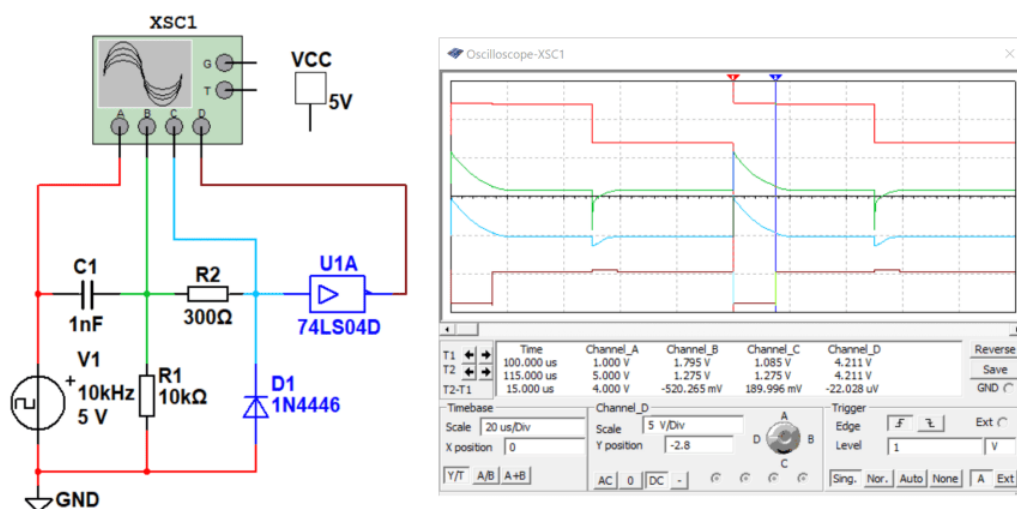 XSC1
G
T
A B C D
VCC
5V
C1
1nF
R2
300Ω
U1A
74LS04D
V1
10kHz
5 V
R1
10kΩ
D1
1N4446
GND
Oscilloscope-XSC1
Time Channel_A Channel_B Channel_C Channel_D
T1 100.000 us 1.000 V 1.795 V 1.085 V 4.211 V
T2 115.000 us 5.000 V 1.275 V 1.275 V 4.211 V
T2-T1 15.000 us 4.000 V -520.265 mV 189.996 mV -22.028 uV
Reverse
Save
GND
Timebase
Scale 20 us/Div
X position 0
Y/T A/B A+B
Channel_D
Scale 5 V/Div
Y position -2.8
A
D B
C
AC 0 DC -
Trigger
Edge
Ext
Level 1 V
Sing. Nor. Auto None A Ext